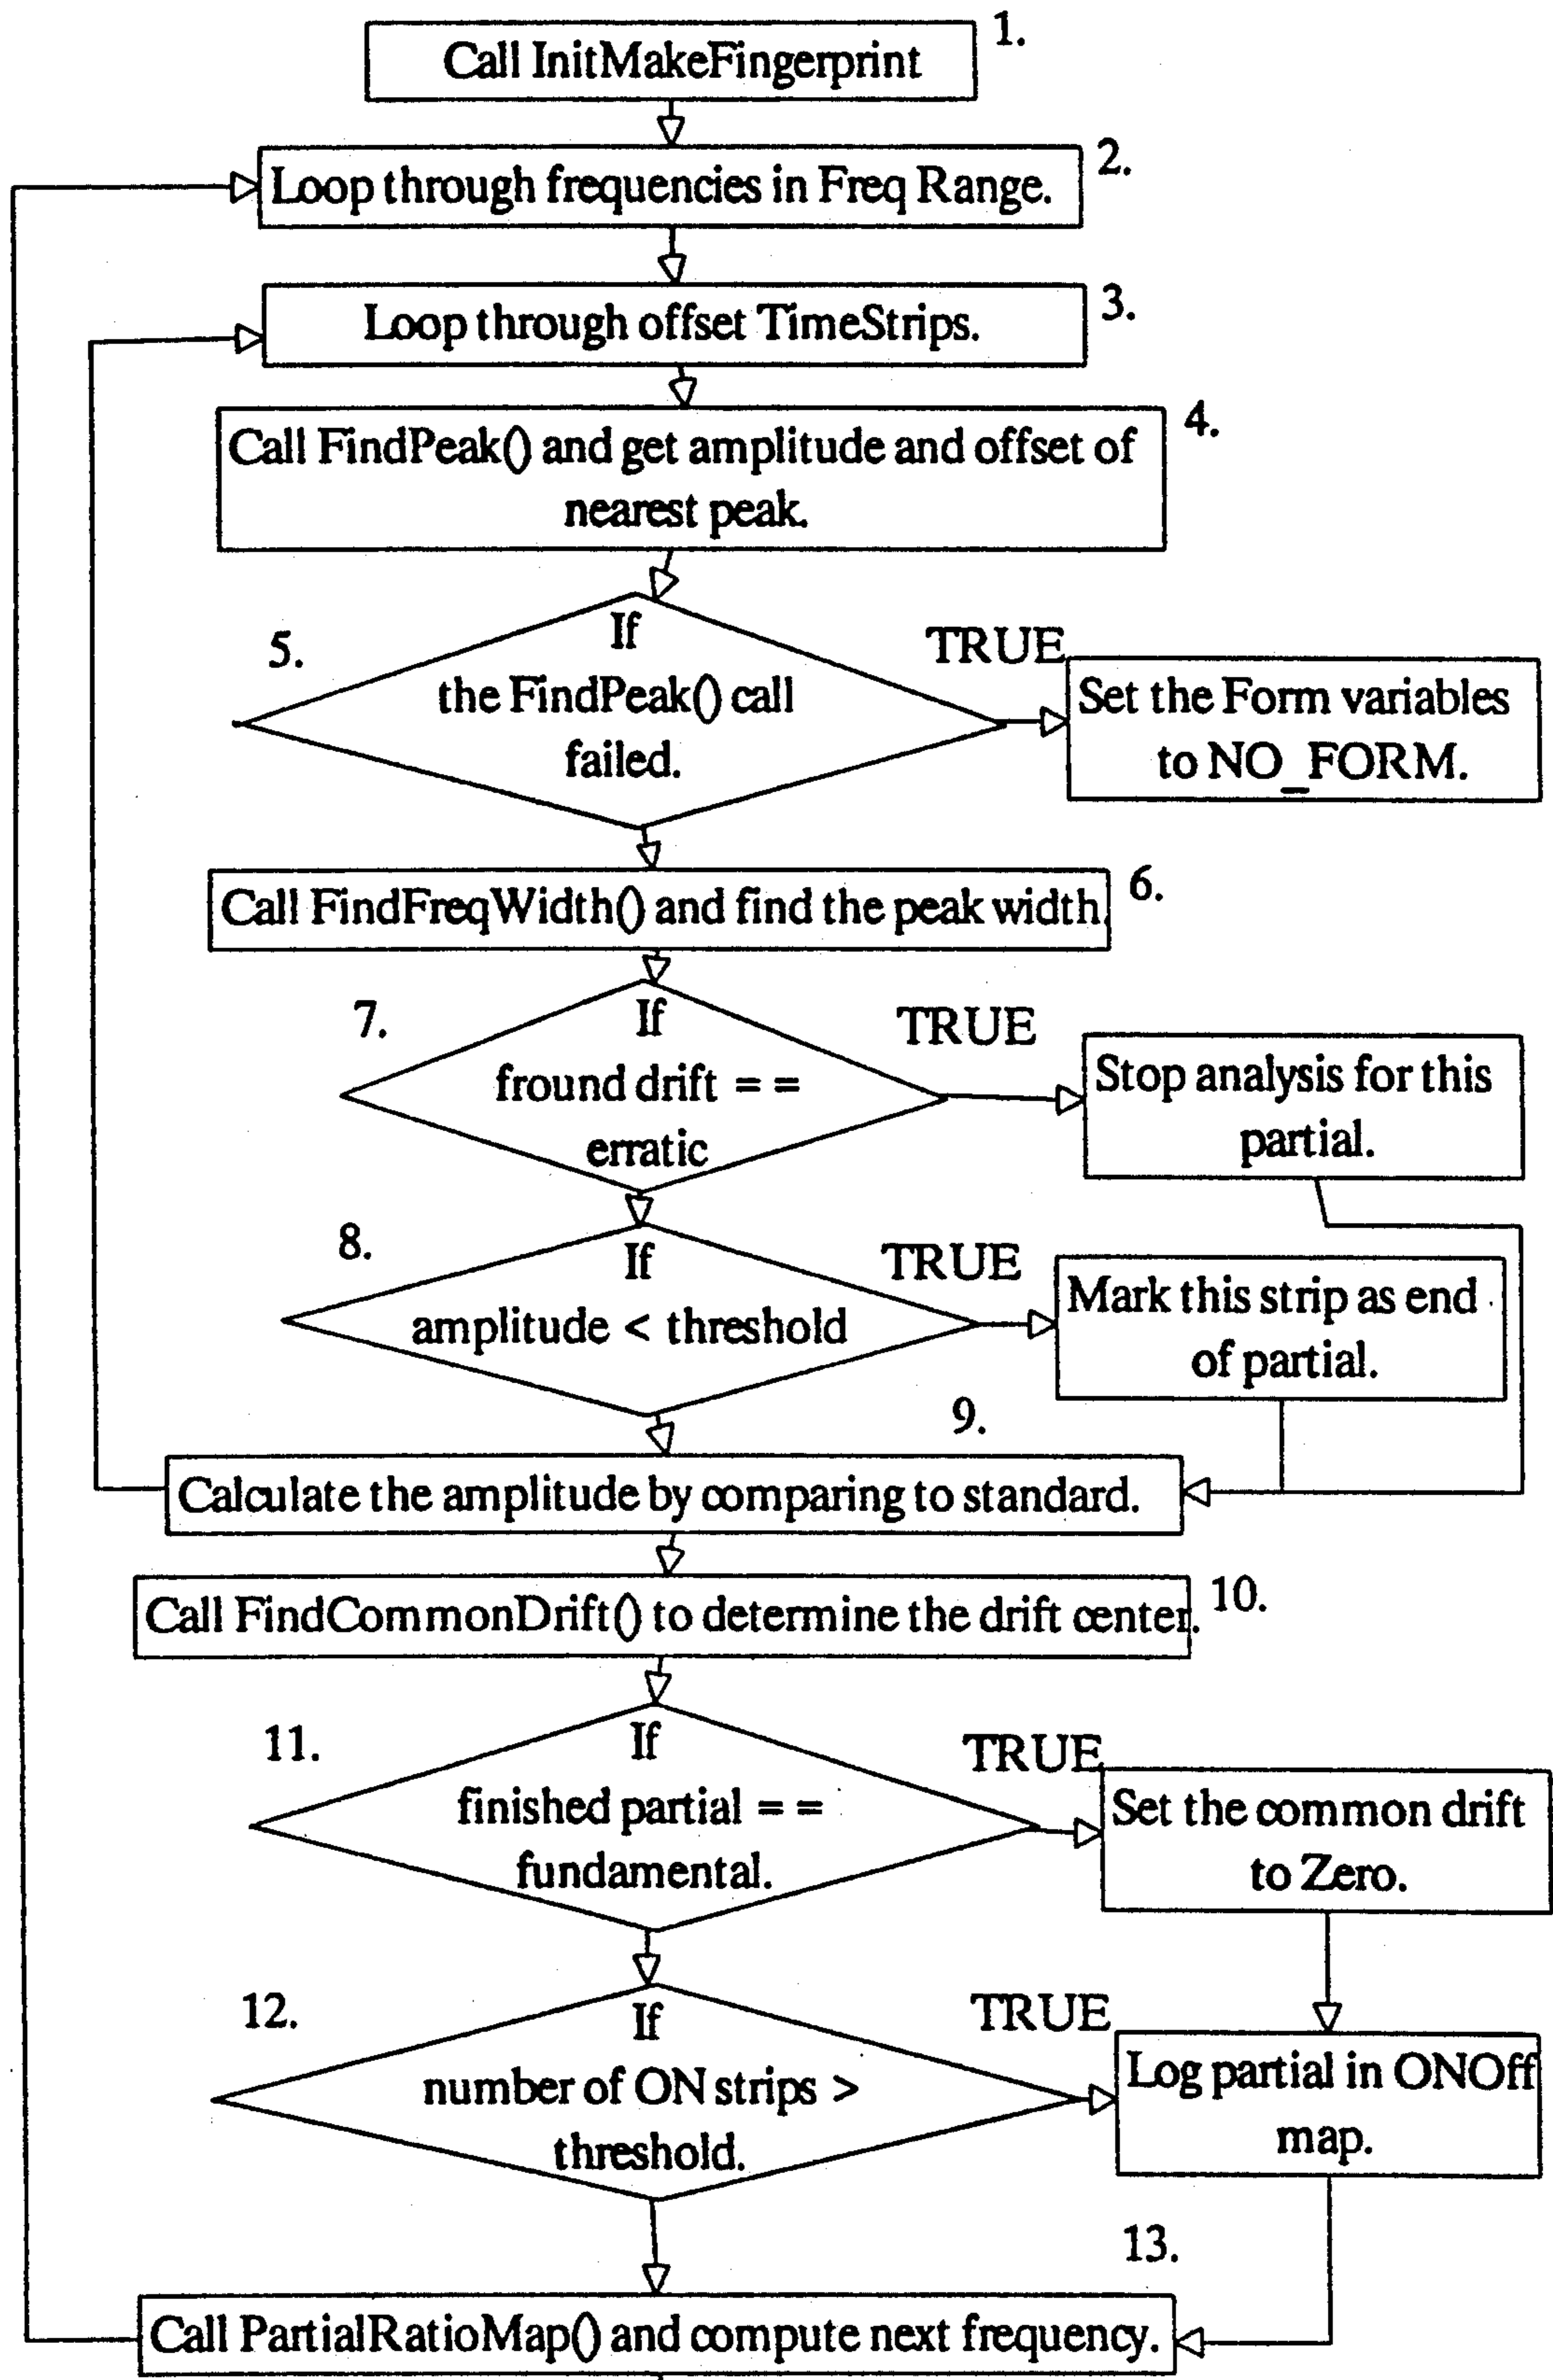 1.
Call InitMakeFingerprint
2.
Loop through frequencies in Freq Range.
3.
Loop through offset TimeStrips.
4.
Call FindPeak() and get amplitude and offset of
nearest peak.
5.
If
the FindPeak() call
failed.
TRUE
Set the Form variables
to NO_FORM.
6.
Call FindFreqWidth() and find the peak width.
7.
If
fround drift = =
erratic
TRUE
Stop analysis for this
partial.
8.
If
amplitude < threshold
TRUE
Mark this strip as end
of partial.
9.
Calculate the amplitude by comparing to standard.
10.
Call FindCommonDrift() to determine the drift center.
11.
If
finished partial = =
fundamental.
TRUE
Set the common drift
to Zero.
12.
If
number of ON strips >
threshold.
TRUE
Log partial in ONOff
map.
13.
Call PartialRatioMap() and compute next frequency.